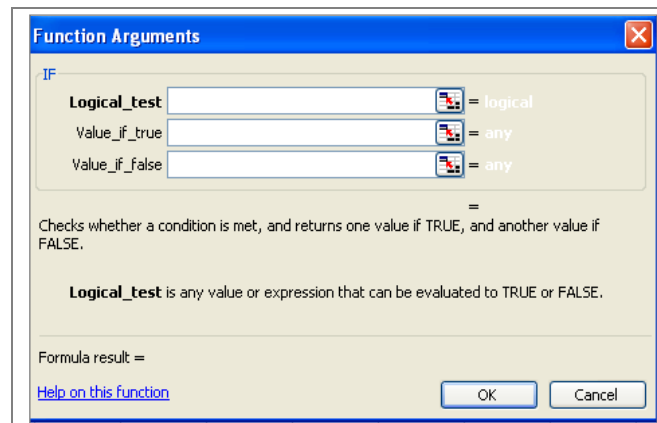 Function Arguments
IF
Logical_test = logical
Value_if_true = any
Value_if_false = any
=
Checks whether a condition is met, and returns one value if TRUE, and another value if
FALSE.
Logical_test is any value or expression that can be evaluated to TRUE or FALSE.
Formula result =
Help on this function OK Cancel